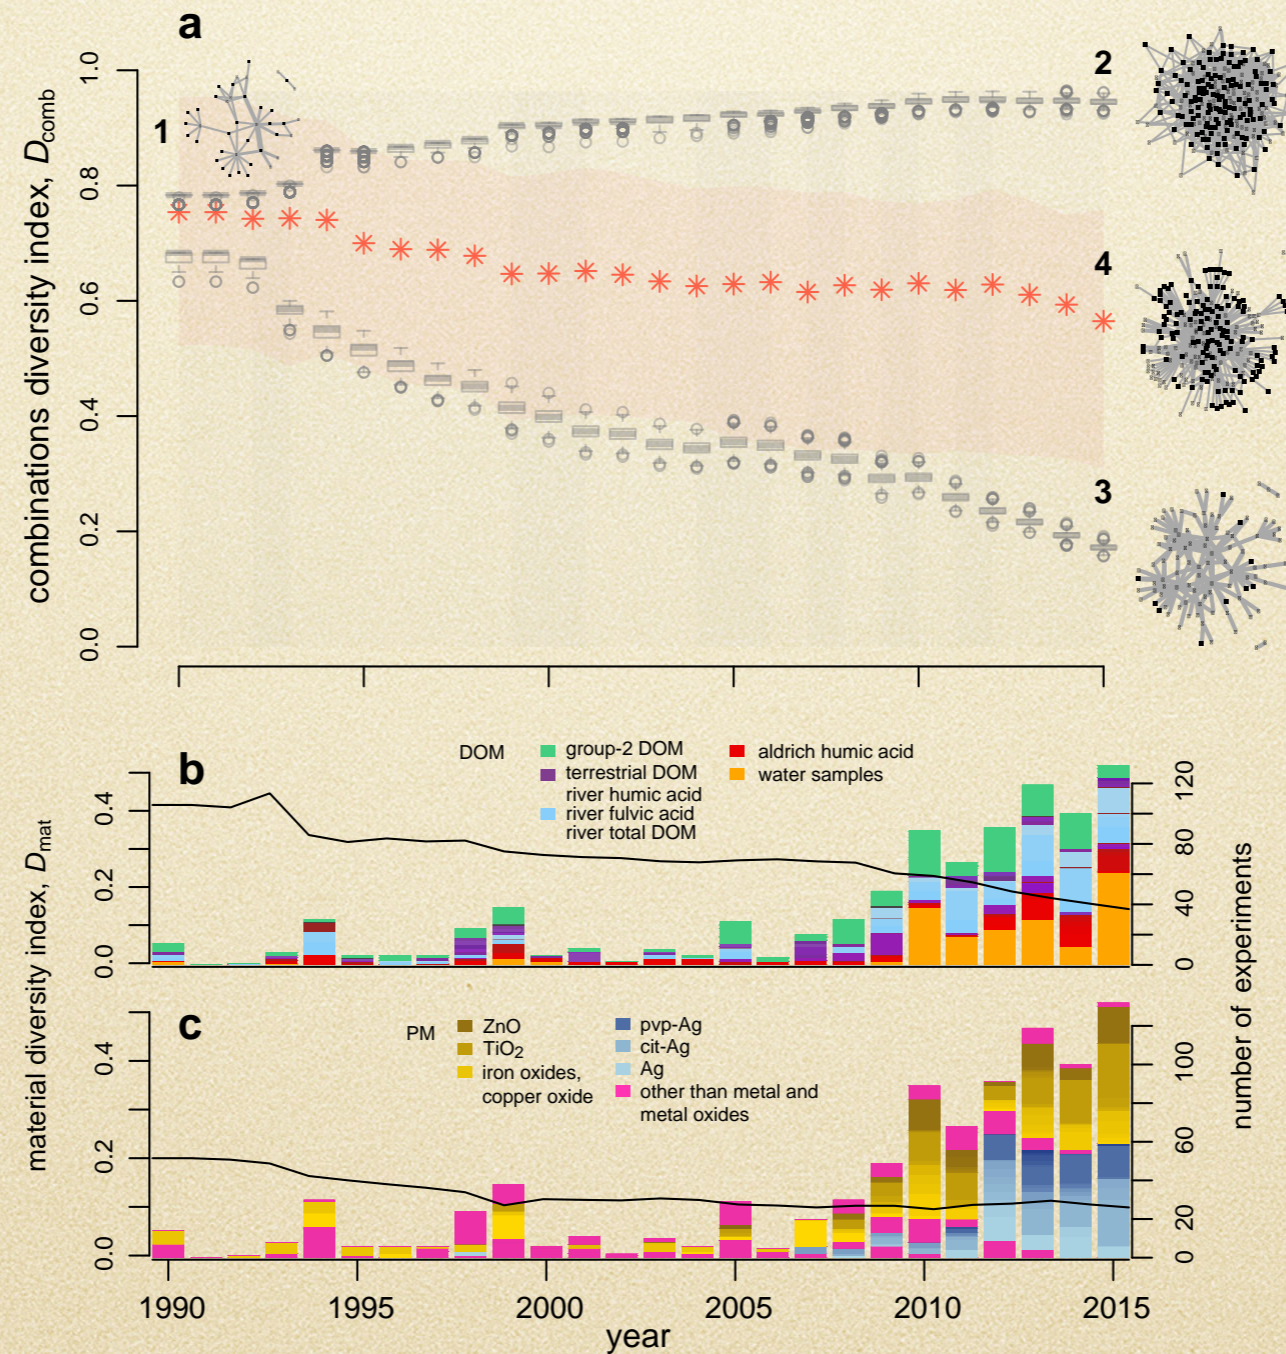 a
combinations diversity index, Dcomb
1.0
0.8
0.6
0.4
0.2
0.0
1
2
4
3
b
DOM
group-2 DOM
terrestrial DOM
river humic acid
river fulvic acid
river total DOM
aldrich humic acid
water samples
0.4
0.2
0.0
120
80
40
0
material diversity index, Dmat
number of experiments
c
PM
ZnO
TiO2
iron oxides,
copper oxide
pvp-Ag
cit-Ag
Ag
other than metal and
metal oxides
0.4
0.2
0.0
100
60
20
0
1990 1995 2000 2005 2010 2015
year